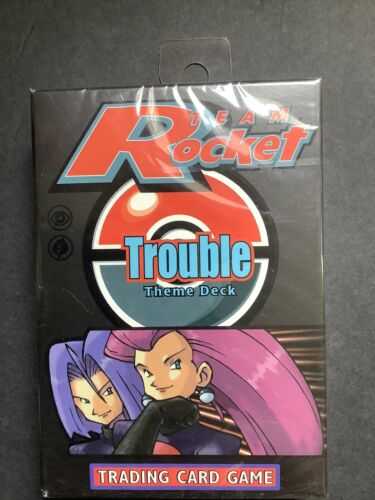 TEAM
Rocket
Trouble
Theme Deck
TRADING CARD GAME